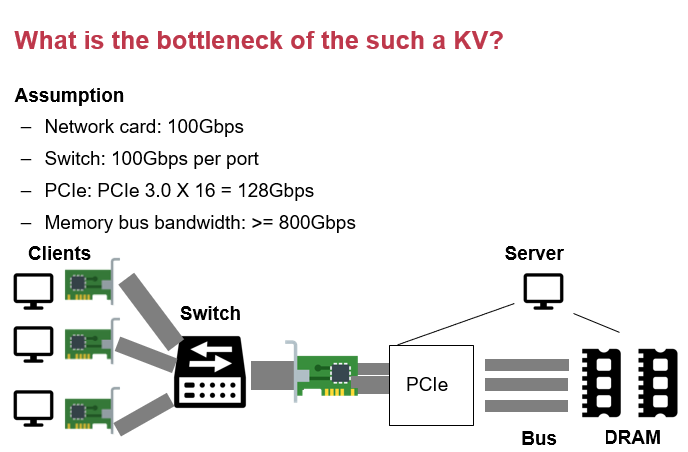 What is the bottleneck of the such a KV?
Assumption
– Network card: 100Gbps
– Switch: 100Gbps per port
– PCIe: PCIe 3.0 X 16 = 128Gbps
– Memory bus bandwidth: >= 800Gbps
Clients
Server
Switch
PCIe
Bus
DRAM